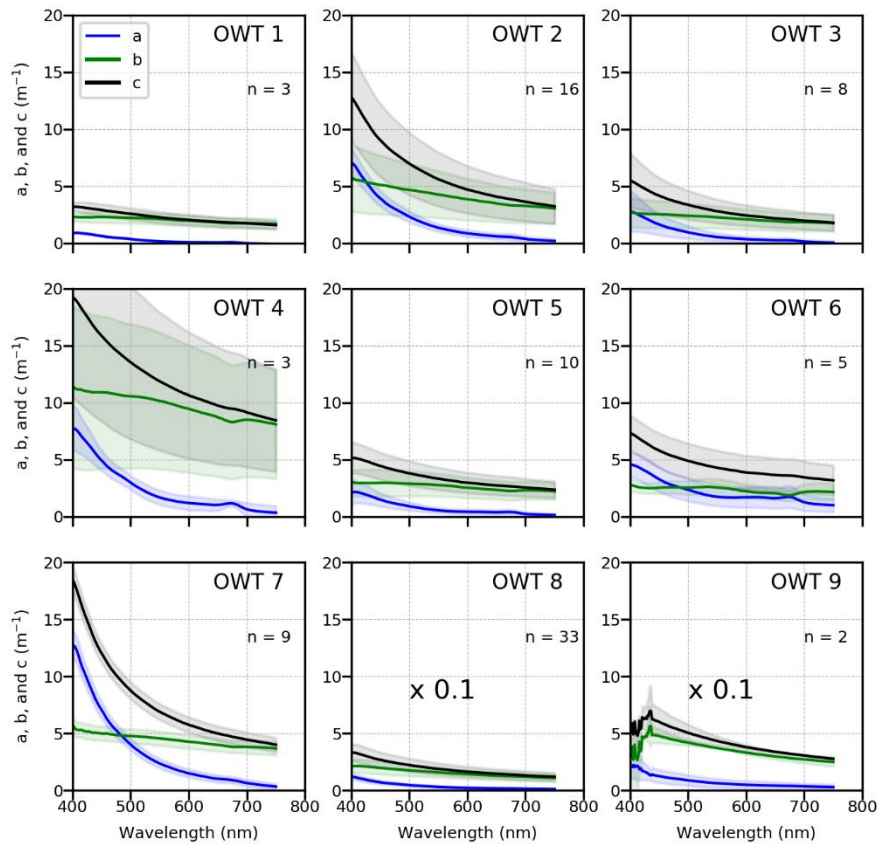 OWT 1
a
b
c
n = 3
OWT 2
n = 16
OWT 3
n = 8
20
15
10
5
0
a, b, and c (m⁻¹)
OWT 4
n = 3
OWT 5
n = 10
OWT 6
n = 5
20
15
10
5
0
a, b, and c (m⁻¹)
OWT 7
n = 9
OWT 8
n = 33
x 0.1
OWT 9
n = 2
x 0.1
20
15
10
5
0
a, b, and c (m⁻¹)
400 500 600 700 800
400 500 600 700 800
400 500 600 700 800
Wavelength (nm)
Wavelength (nm)
Wavelength (nm)